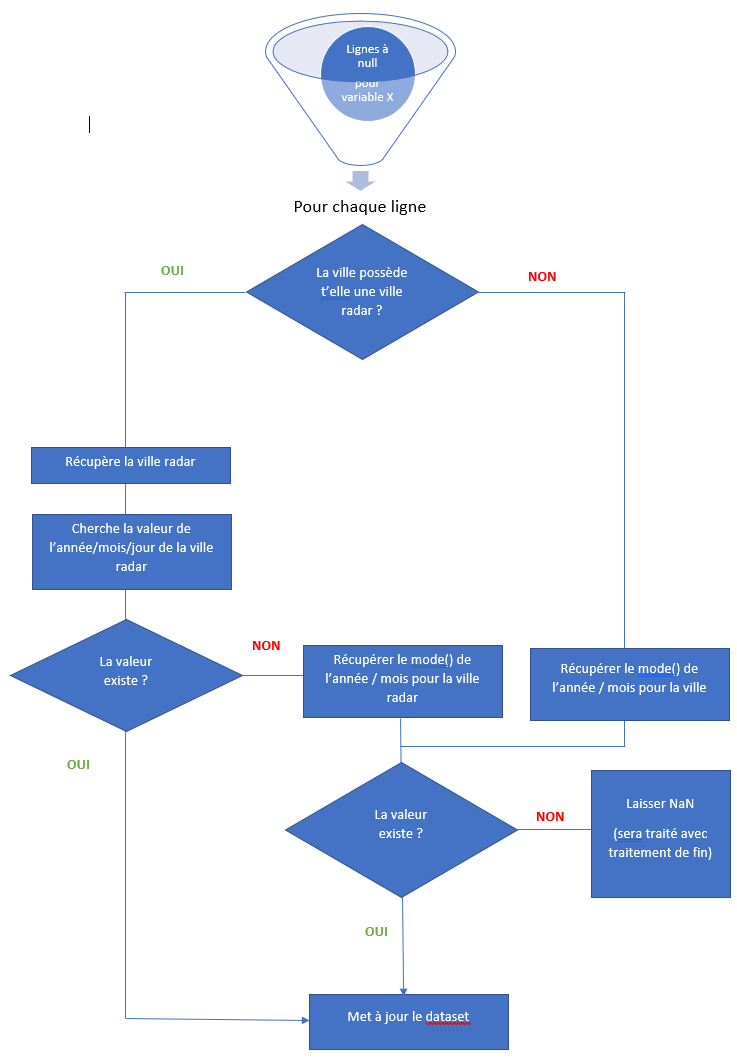 Lignes à
null
pour
variable X
Pour chaque ligne
OUI
NON
La ville possède
t'elle une ville
radar ?
Récupère la ville radar
Cherche la valeur de
l'année/mois/jour de la ville
radar
La valeur
existe ?
NON
Récupérer le mode() de
l'année / mois pour la ville
radar
Récupérer le mode() de
l'année / mois pour la ville
OUI
La valeur
existe ?
NON
Laisser NaN
(sera traité avec
traitement de fin)
OUI
Met à jour le dataset